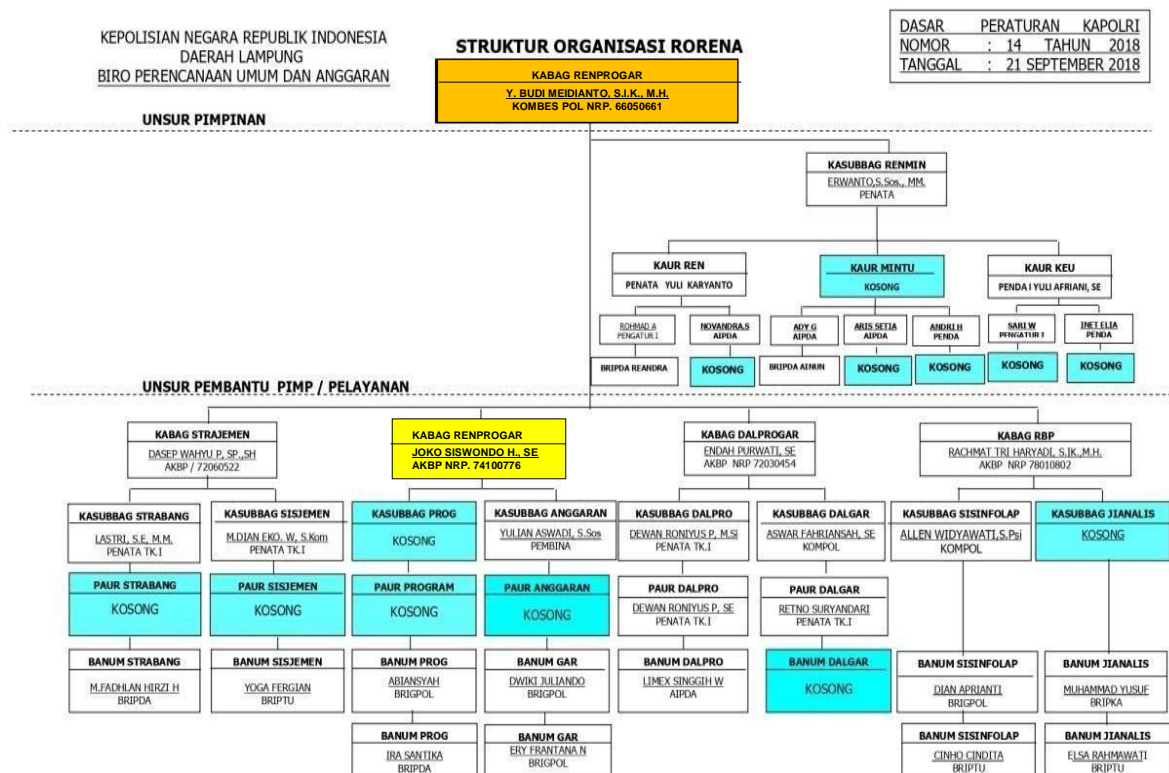 KEPOLISIAN NEGARA REPUBLIK INDONESIA
DAERAH LAMPUNG
BIRO PERENCANAAN UMUM DAN ANGGARAN
STRUKTUR ORGANISASI RORENA
DASAR PERATURAN KAPOLRI
NOMOR : 14 TAHUN 2018
TANGGAL : 21 SEPTEMBER 2018
KABAG RENPROGAR
Y. BUDI MEIDIANTO, S.I.K., M.H.
KOMBES POL NRP. 66050661
UNSUR PIMPINAN
KASUBBAG RENMIN
ERWANTO,S.Sos., MM.
PENATA
KAUR REN
PENATA YULI KARYANTO
KAUR MINTU
KOSONG
KAUR KEU
PENDA I YULI AFRIANI, SE
ROHMAD A
PENGATUR I
NOVANDRA.S
AIPDA
ADY G
AIPDA
ARIS SETIA
AIPDA
ANDRI H
PENDA
SARI W
PENGATUR I
INET ELIA
PENDA
BRIPDA REANDRA
KOSONG
BRIPDA AINUN
KOSONG
KOSONG
KOSONG
KOSONG
UNSUR PEMBANTU PIMP / PELAYANAN
KABAG STRAJEMEN
DASEP WAHYU P, SP.,SH
AKBP / 72060522
KABAG RENPROGAR
JOKO SISWONDO H., SE
AKBP NRP. 74100776
KABAG DALPROGAR
ENDAH PURWATI, SE
AKBP NRP 72030454
KABAG RBP
RACHMAT TRI HARYADI, S.IK.,M.H.
AKBP NRP 78010802
KASUBBAG STRABANG
LASTRI, S.E, M.M.
PENATA TK.I
KASUBBAG SISJEMEN
M.DIAN EKO. W, S.Kom
PENATA TK.I
KASUBBAG PROG
KOSONG
KASUBBAG ANGGARAN
YULIAN ASWADI, S.Sos
PEMBINA
KASUBBAG DALPRO
DEWAN RONIYUS P, M.Si
PENATA TK.I
KASUBBAG DALGAR
ASWAR FAHRIANSAH, SE
KOMPOL
KASUBBAG SISINFOLAP
ALLEN WIDYAWATI,S.Psi
KOMPOL
KASUBBAG JIANALIS
KOSONG
PAUR STRABANG
KOSONG
PAUR SISJEMEN
KOSONG
PAUR PROGRAM
KOSONG
PAUR ANGGARAN
KOSONG
PAUR DALPRO
DEWAN RONIYUS P, SE
PENATA TK.I
PAUR DALGAR
RETNO SURYANDARI
PENATA TK.I
BANUM STRABANG
M.FADHLAN HIRZI H
BRIPDA
BANUM SISJEMEN
YOGA FERGIAN
BRIPTU
BANUM PROG
ABIANSYAH
BRIGPOL
BANUM GAR
DWIKI JULIANDO
BRIGPOL
BANUM DALPRO
LIMEX SINGGIH W
AIPDA
BANUM DALGAR
KOSONG
BANUM SISINFOLAP
DIAN APRIANTI
BRIGPOL
BANUM JIANALIS
MUHAMMAD YUSUF
BRIPKA
BANUM PROG
IRA SANTIKA
BRIPDA
BANUM GAR
ERY FRANTANA N
BRIGPOL
BANUM SISINFOLAP
CINHO CINDITA
BRIPTU
BANUM JIANALIS
ELSA RAHMAWATI
BRIPTU